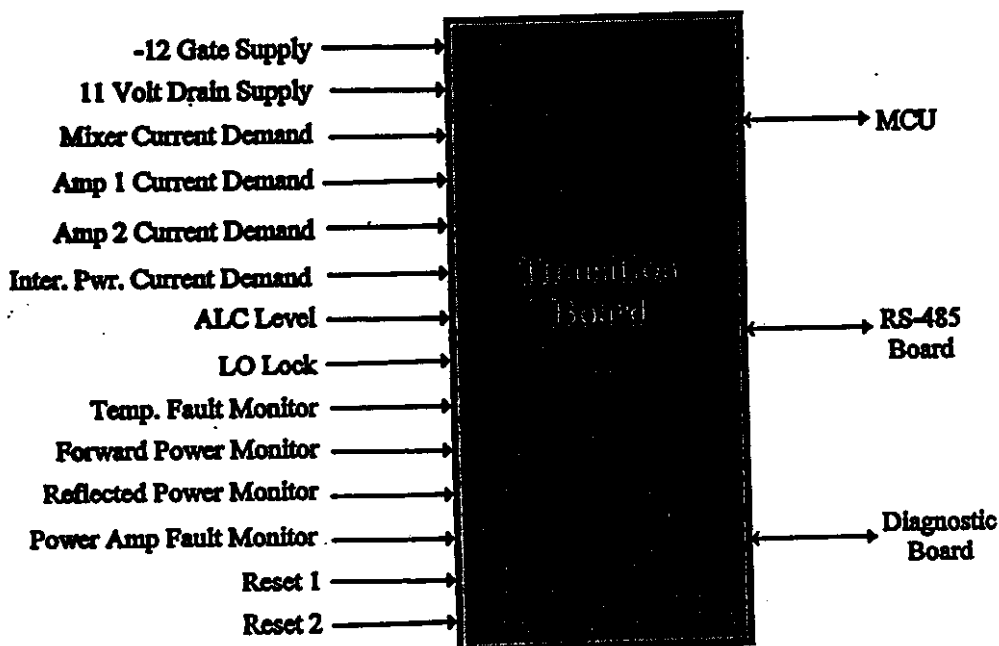 -12 Gate Supply
11 Volt Drain Supply
Mixer Current Demand
Amp 1 Current Demand
Amp 2 Current Demand
Inter. Pwr. Current Demand
ALC Level
LO Lock
Temp. Fault Monitor
Forward Power Monitor
Reflected Power Monitor
Power Amp Fault Monitor
Reset 1
Reset 2
Transition
Board
MCU
RS-485
Board
Diagnostic
Board